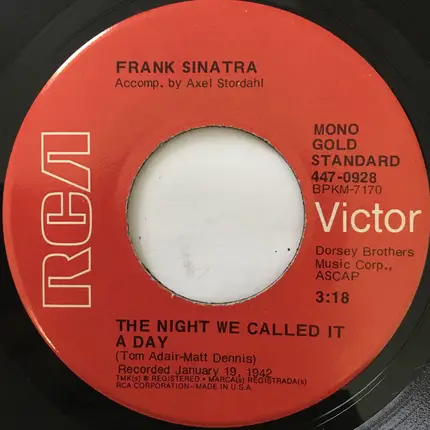 FRANK SINATRA
Accomp. by Axel Stordahl
RCA
MONO
GOLD
STANDARD
447-0928
BPKM-7170
Victor
Dorsey Brothers
Music Corp.,
ASCAP
3:18
THE NIGHT WE CALLED IT
A DAY
(Tom Adair-Matt Dennis)
Recorded January 19, 1942
TMK(s) ® REGISTERED • MARCA(s) REGISTRADA(s)
RCA CORPORATION-MADE IN U.S.A.